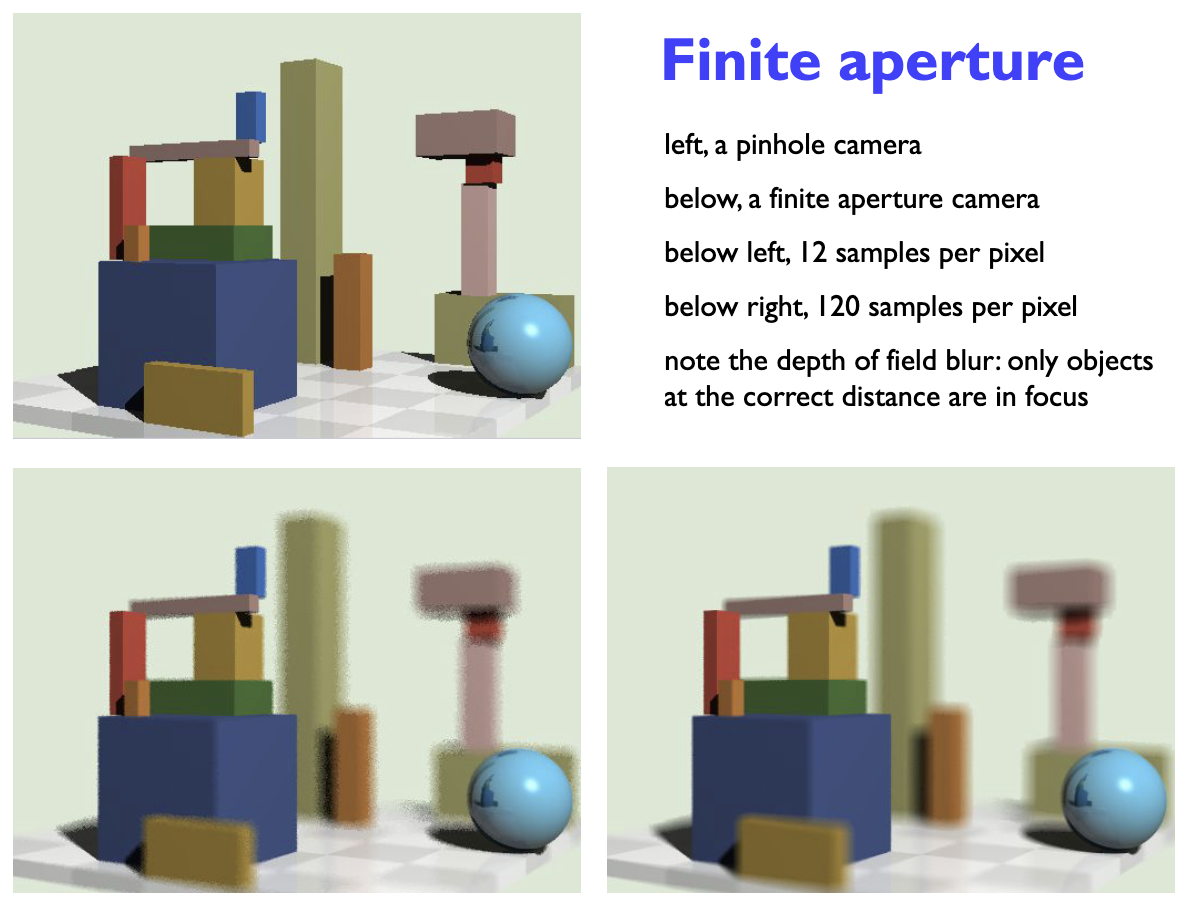 Finite aperture
left, a pinhole camera
below, a finite aperture camera
below left, 12 samples per pixel
below right, 120 samples per pixel
note the depth of field blur: only objects
at the correct distance are in focus